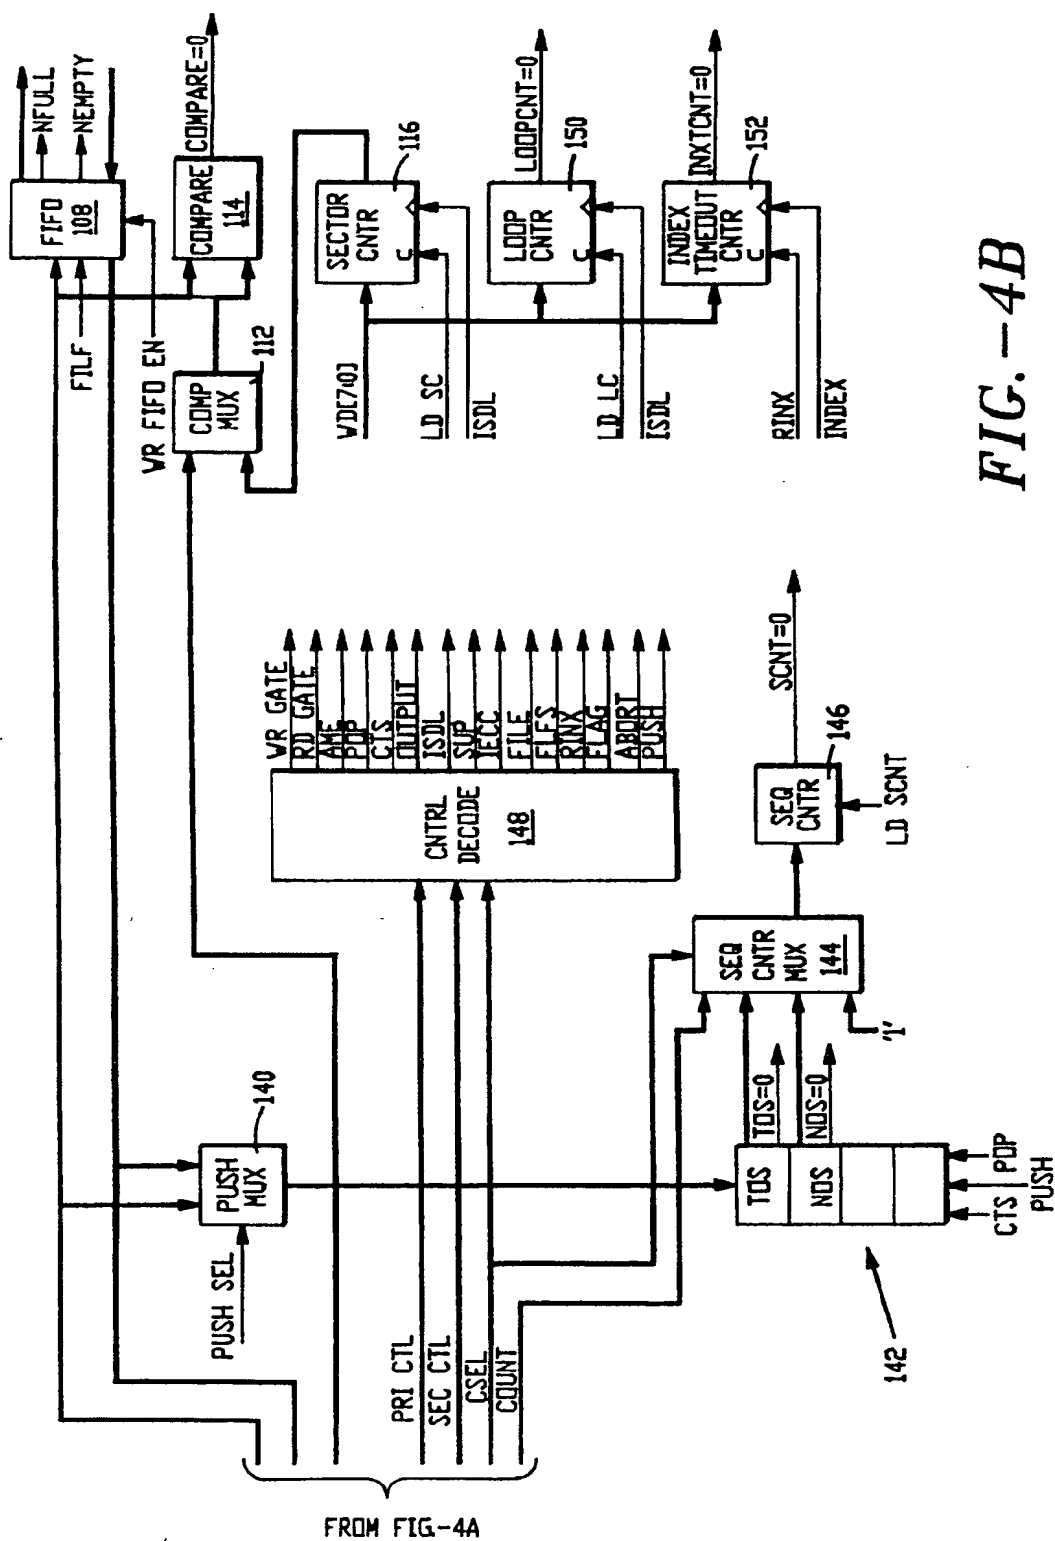 NFULL
NEMPTY
COMPARE=0
FIFO
108
COMPARE
114
FILF
WR FIFO EN
COMP
MUX
112
SECTOR
CNTR
C
116
WD[7:0]
LD SC
ISDL
LOOP
CNTR
C
150
LOOPCNT=0
LD LC
ISDL
INDEX
TIMEOUT
CNTR
C
152
INXTCNT=0
RINX
INDEX
WR GATE
RD GATE
AMF
POP
CTS
OUTPUT
ISDL
SUP
IECC
FILE
FLFS
RINX
FLAG
ABORT
PUSH
CNTRL
DECODE
148
SCNT=0
SEQ
CNTR
146
LD SCNT
SEQ
CNTR
MUX
144
'1'
PUSH
MUX
140
PUSH SEL
TOS=0
NOS=0
TOS
NOS
CTS
POP
PUSH
142
PRI CTL
SEC CTL
CSEL
COUNT
FROM FIG.-4A
FIG.-4B